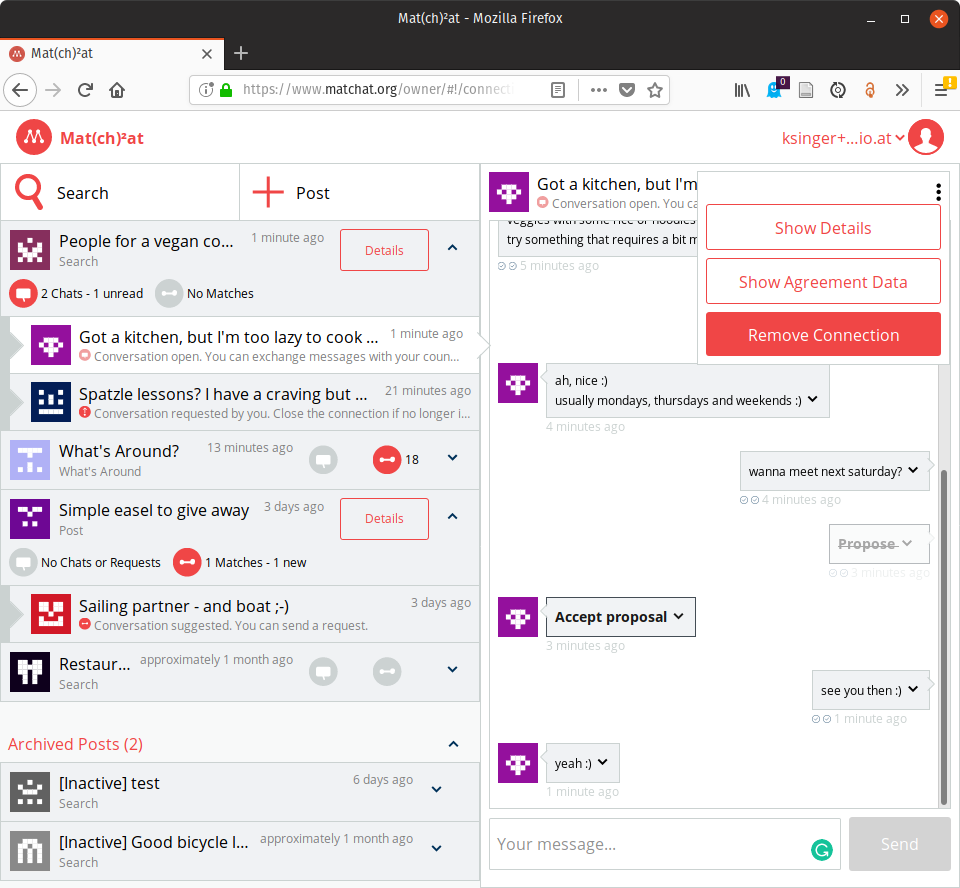 Mat(ch)²at - Mozilla Firefox
Mat(ch)²at
https://www.matchat.org/owner/#!/connect
0
Mat(ch)²at
ksinger+...io.at
Search
Post
People for a vegan co...
1 minute ago
Search
Details
2 Chats - 1 unread
No Matches
Got a kitchen, but I'm too lazy to cook ...
1 minute ago
Conversation open. You can exchange messages with your coun...
Spatzle lessons? I have a craving but ...
21 minutes ago
Conversation requested by you. Close the connection if no longer i...
What's Around?
13 minutes ago
What's Around
18
Simple easel to give away
3 days ago
Post
Details
No Chats or Requests
1 Matches - 1 new
Sailing partner - and boat ;-)
3 days ago
Conversation suggested. You can send a request.
Restaur...
approximately 1 month ago
Search
Archived Posts (2)
[Inactive] test
6 days ago
Search
[Inactive] Good bicycle l...
approximately 1 month ago
Search
Got a kitchen, but I'm
Conversation open. You ca
Show Details
Show Agreement Data
Remove Connection
veggies with some rice or noodles
try something that requires a bit m
5 minutes ago
ah, nice :)
usually mondays, thursdays and weekends :)
4 minutes ago
wanna meet next saturday?
4 minutes ago
Propose
3 minutes ago
Accept proposal
3 minutes ago
see you then :)
1 minute ago
yeah :)
1 minute ago
Your message...
Send